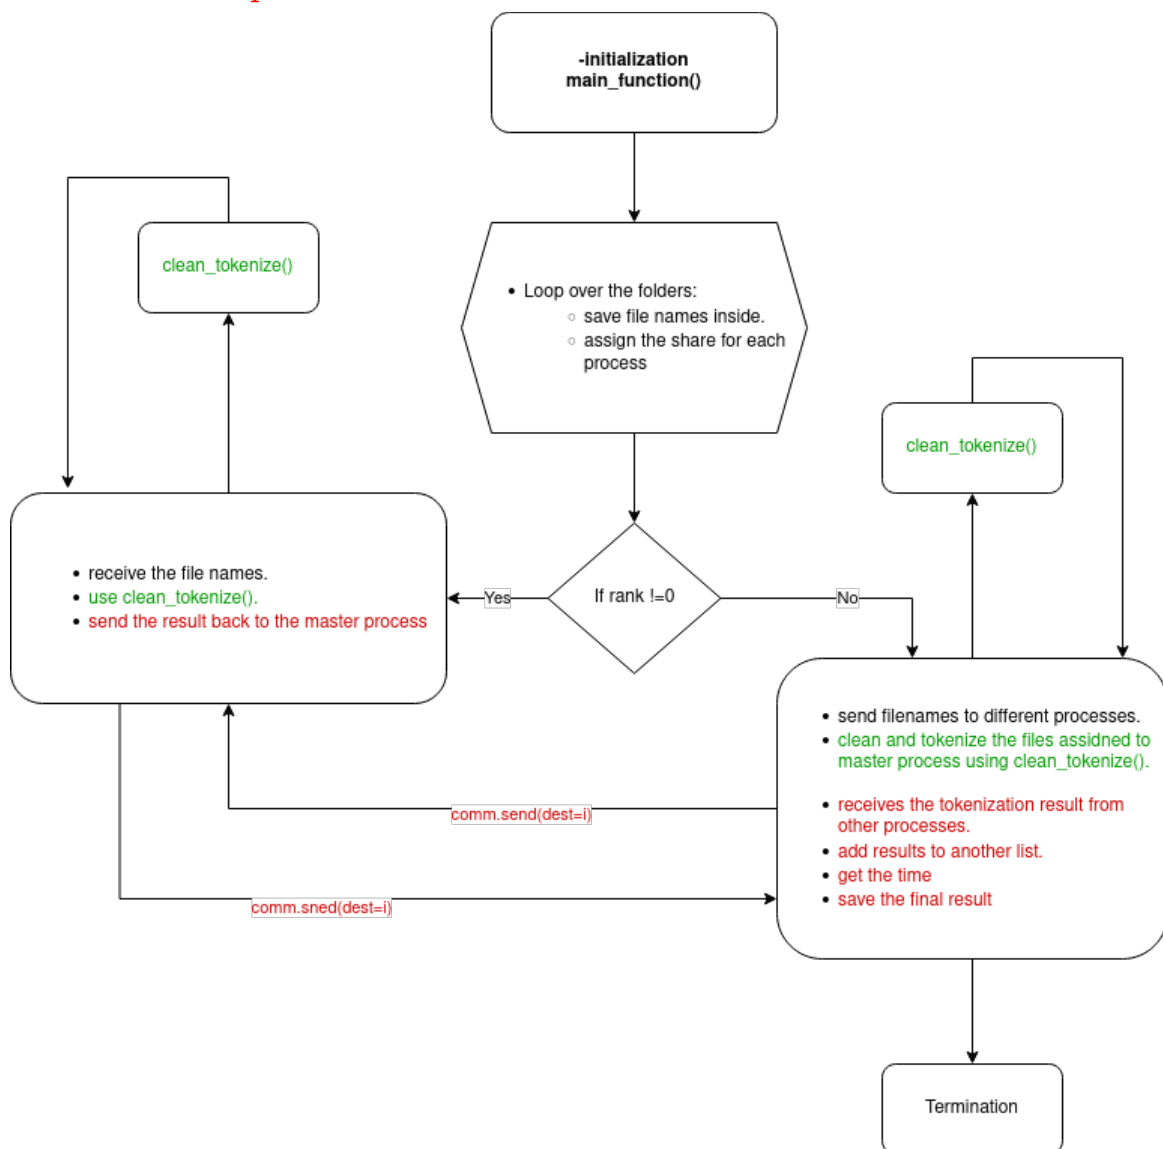 -initialization
main_function()
clean_tokenize()
• Loop over the folders:
○ save file names inside.
○ assign the share for each
process
clean_tokenize()
• receive the file names.
• use clean_tokenize().
• send the result back to the master process
Yes
If rank !=0
No
• send filenames to different processes.
• clean and tokenize the files assidned to
master process using clean_tokenize().
• receives the tokenization result from
other processes.
• add results to another list.
• get the time
• save the final result
comm.send(dest=i)
comm.sned(dest=i)
Termination